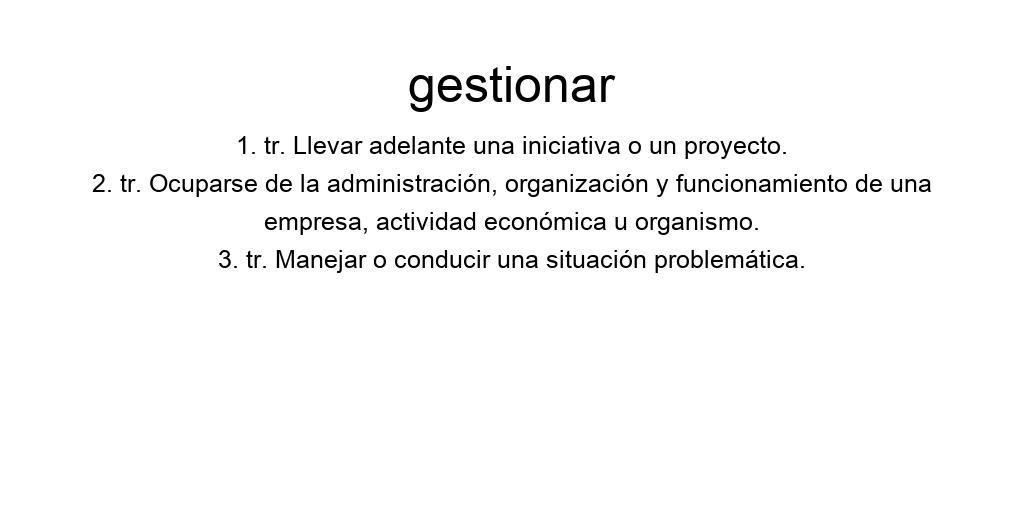 gestionar
1. tr. Llevar adelante una iniciativa o un proyecto.
2. tr. Ocuparse de la administración, organización y funcionamiento de una
empresa, actividad económica u organismo.
3. tr. Manejar o conducir una situación problemática.